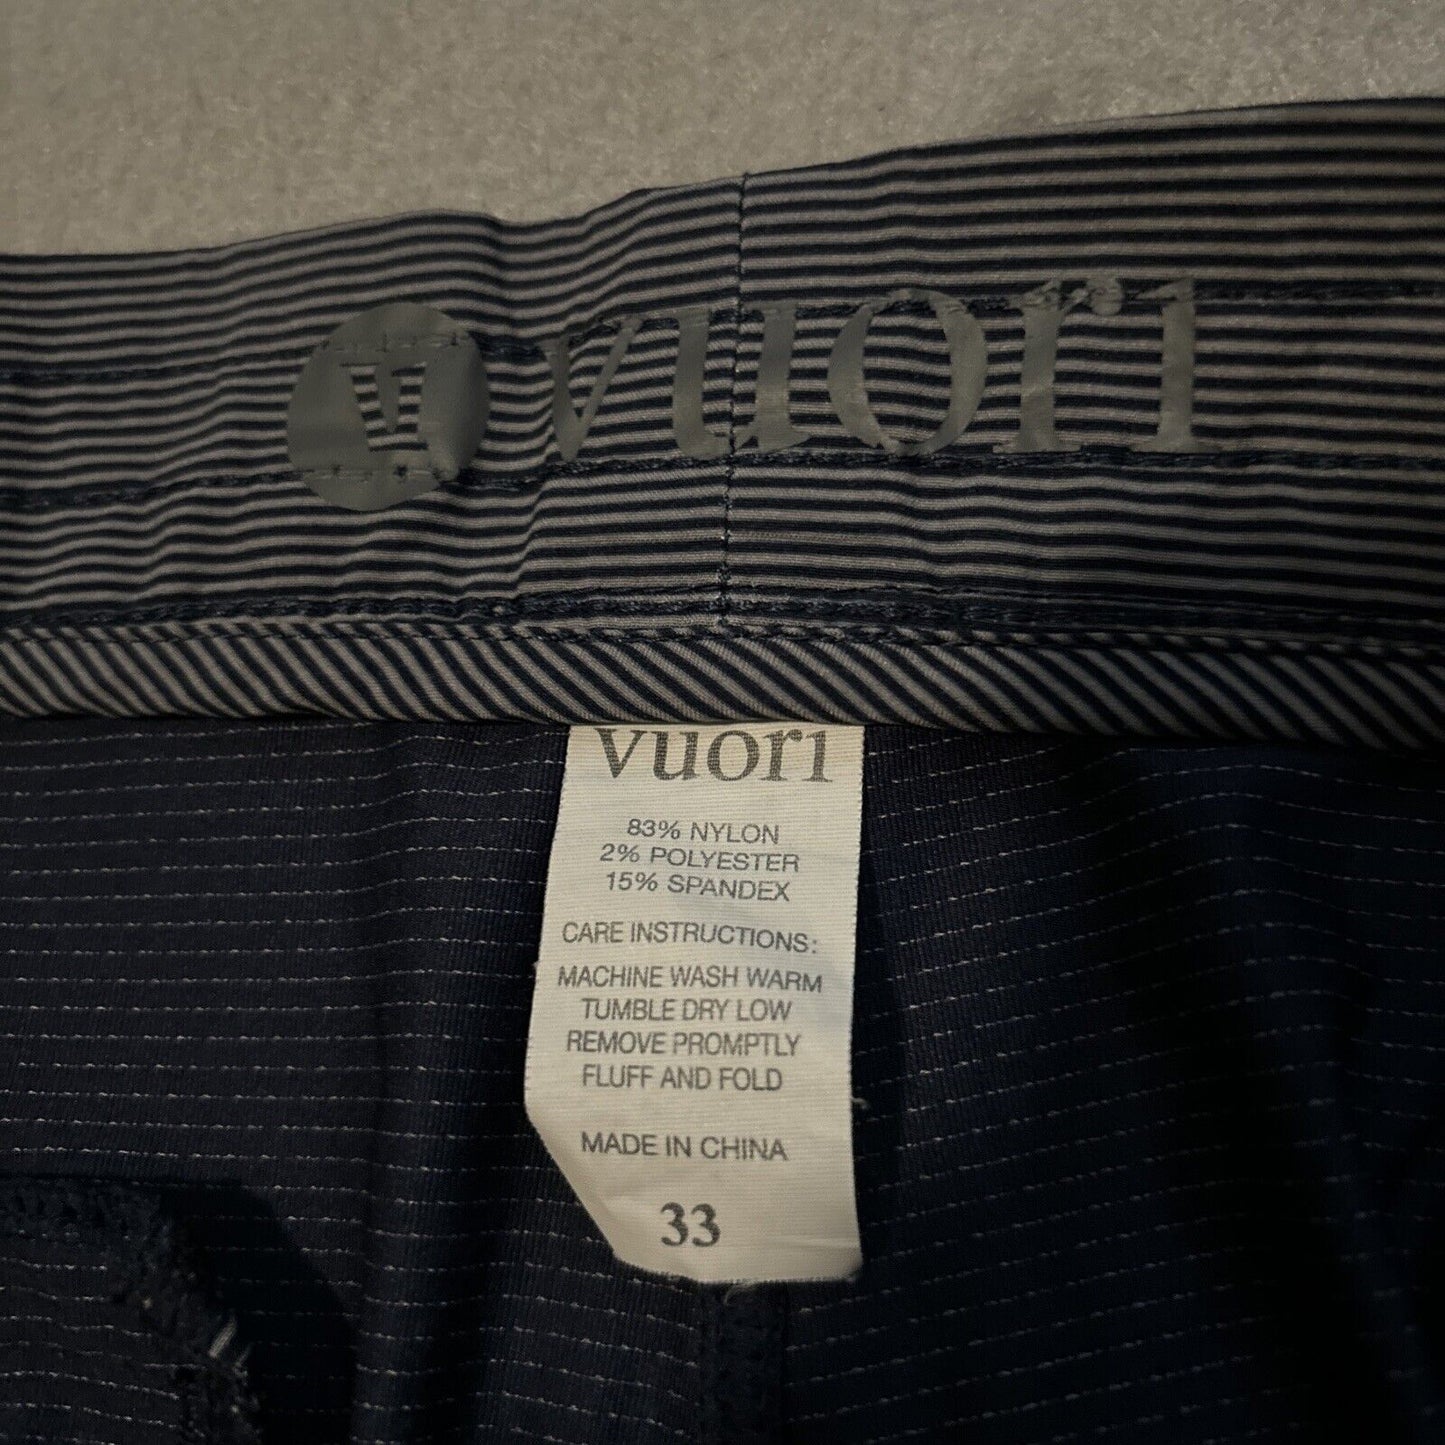 V vuori
vuori
83% NYLON
2% POLYESTER
15% SPANDEX
CARE INSTRUCTIONS:
MACHINE WASH WARM
TUMBLE DRY LOW
REMOVE PROMPTLY
FLUFF AND FOLD
MADE IN CHINA
33